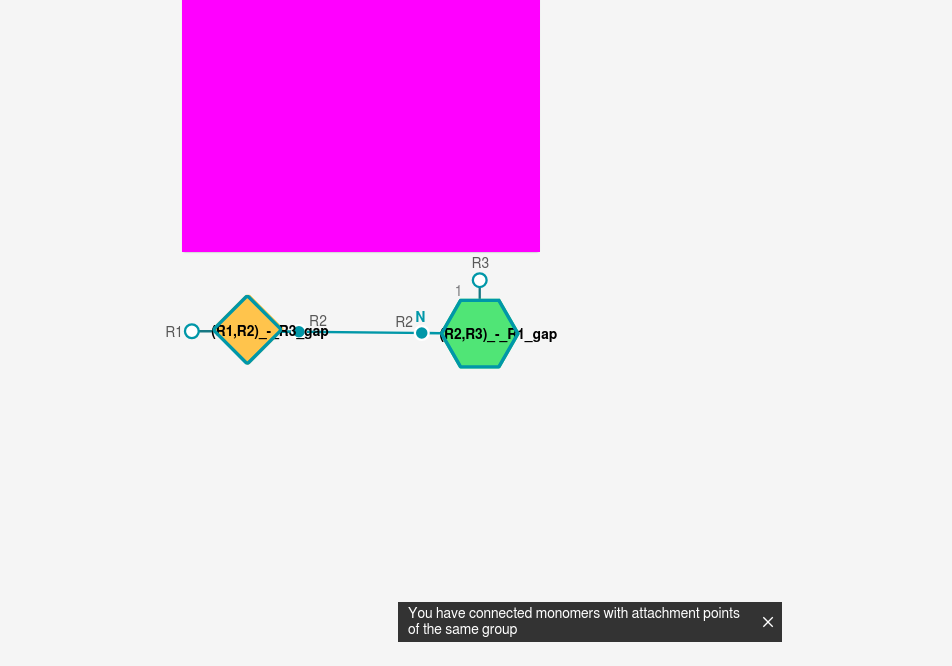 R3
1
N
R1
(R1,R2)_-_R3_gap
R2
R2
(R2,R3)_-_R1_gap
You have connected monomers with attachment points
of the same group